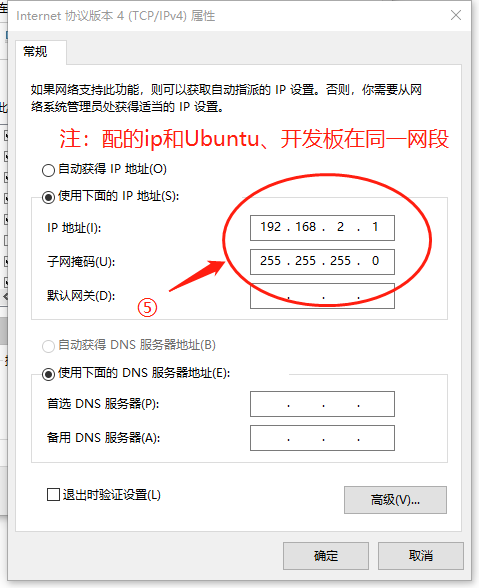 Internet 协议版本 4 (TCP/IPv4) 属性
常规
如果网络支持此功能，则可以获取自动指派的 IP 设置。否则，你需要从网
络系统管理员处获得适当的 IP 设置。
注：配的ip和Ubuntu、开发板在同一网段
自动获得 IP 地址(O)
使用下面的 IP 地址(S):
IP 地址(I):
192 . 168 . 2 . 1
子网掩码(U):
255 . 255 . 255 . 0
默认网关(D):
. . .
⑤
自动获得 DNS 服务器地址(B)
使用下面的 DNS 服务器地址(E):
首选 DNS 服务器(P):
. . .
备用 DNS 服务器(A):
. . .
退出时验证设置(L)
高级(V)...
确定
取消